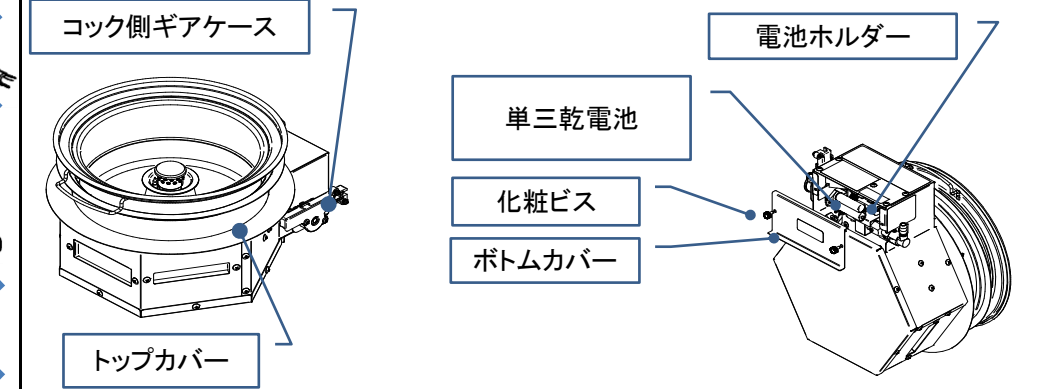 コック側ギアケース
トップカバー
電池ホルダー
単三乾電池
化粧ビス
ボトムカバー